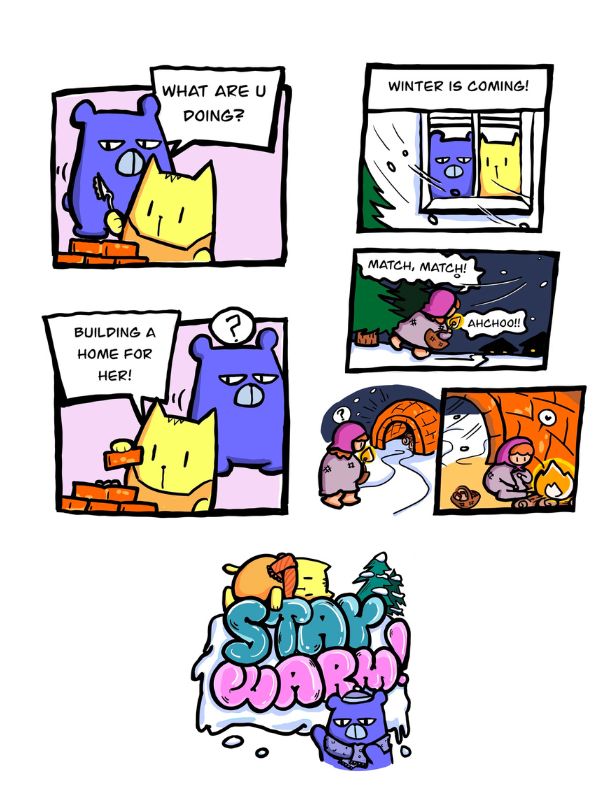 WHAT ARE U
DOING?
BUILDING A
HOME FOR
HER!
?
WINTER IS COMING!
MATCH, MATCH!
AHCHOO!!
?
STAY
WARM!